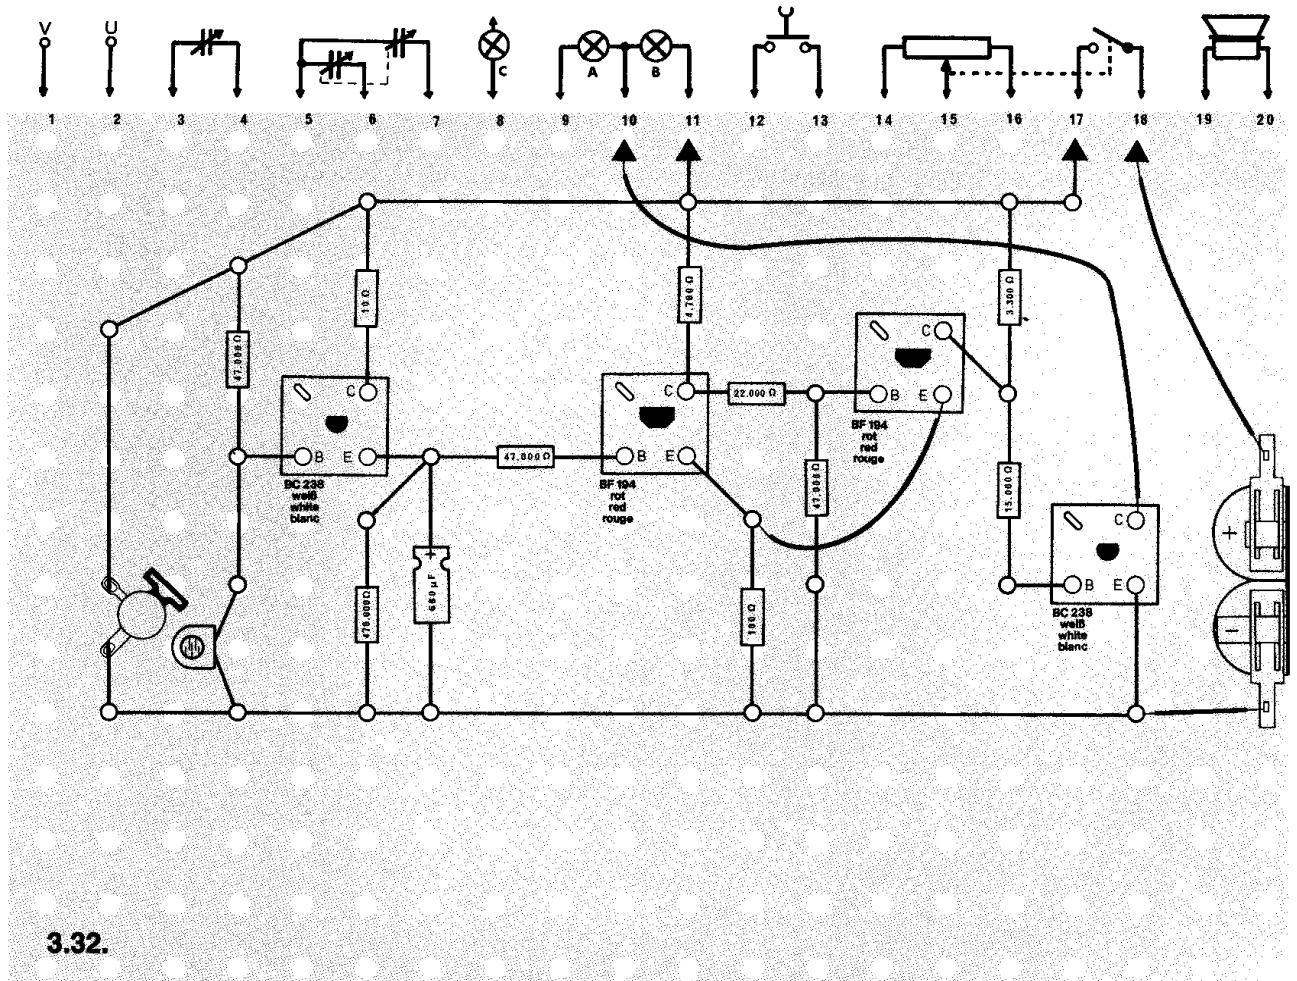 V U
C A B
1 2 3 4 5 6 7 8 9 10 11 12 13 14 15 16 17 18 19 20
10 Ω
4.700 Ω
3.300 Ω
47.000 Ω
C
B E
BC 238
weiß
white
blanc
47.000 Ω
C
B E
BF 194
rot
red
rouge
22.000 Ω
C
B E
BF 194
rot
red
rouge
47.000 Ω
15.000 Ω
C
B E
BC 238
weiß
white
blanc
+
680 µF
470.000 Ω
100 Ω
+
−
3.32.